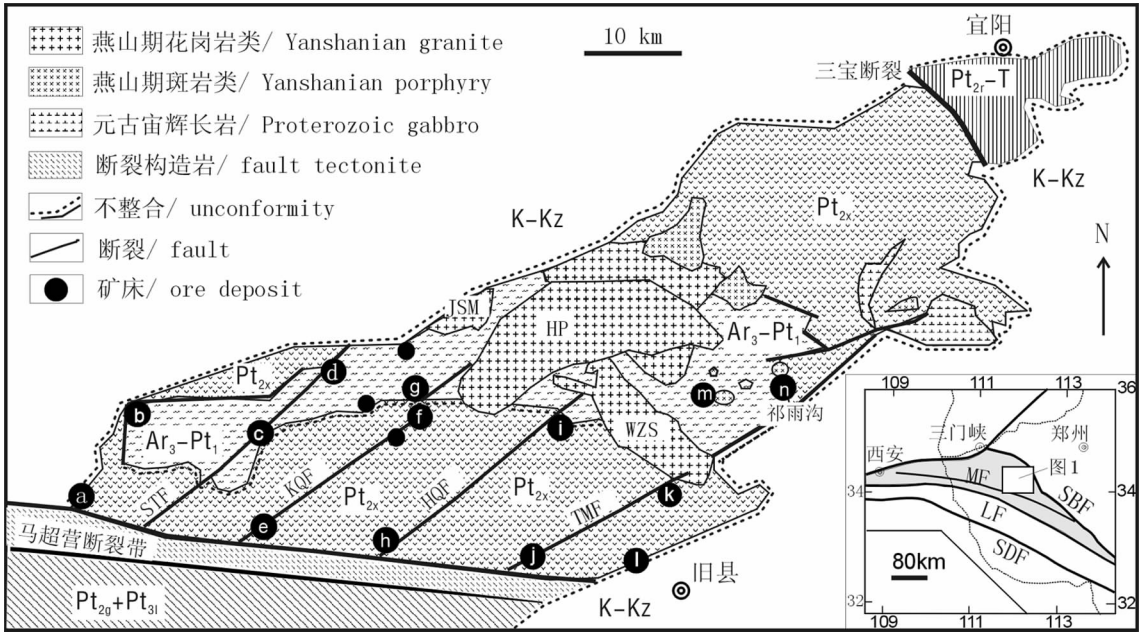 燕山期花岗岩类/ Yanshanian granite
燕山期斑岩类/ Yanshanian porphyry
元古宙辉长岩/ Proterozoic gabbro
断裂构造岩/ fault tectonite
不整合/ unconformity
断裂/ fault
矿床/ ore deposit
10 km
宜阳
三宝断裂
Pt2r-T
K-Kz
Pt2x
K-Kz
N
JSM
HP
Ar3-Pt1
Pt2x
d
g
m
n
b
f
i
祁雨沟
Ar3-Pt1
c
WZS
a
STF
KQF
Pt2x
HQF
Pt2x
TMF
k
马超营断裂带
e
h
j
l
旧县
Pt2g+Pt3l
K-Kz
109
111
113
36
三门峡
郑州
西安
MF
图1
34
SBF
34
LF
SDF
80km
32
32
109
111
113